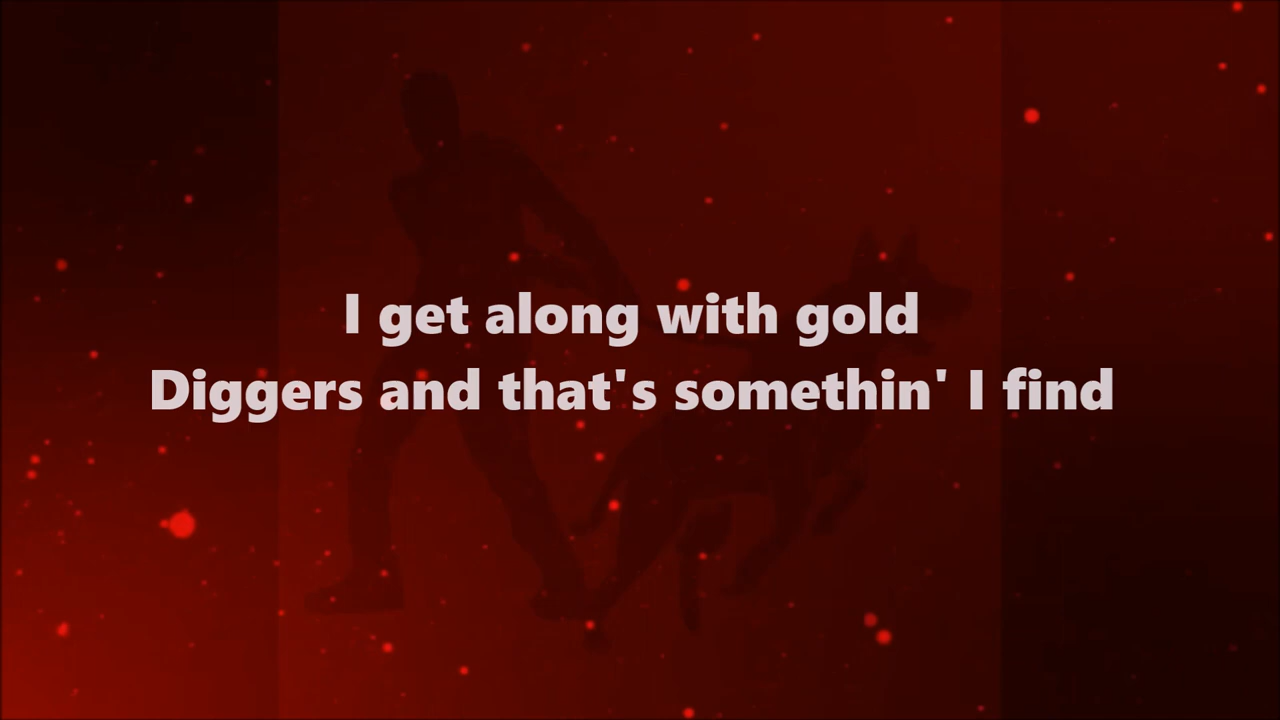 I get along with gold
Diggers and that's somethin' I find